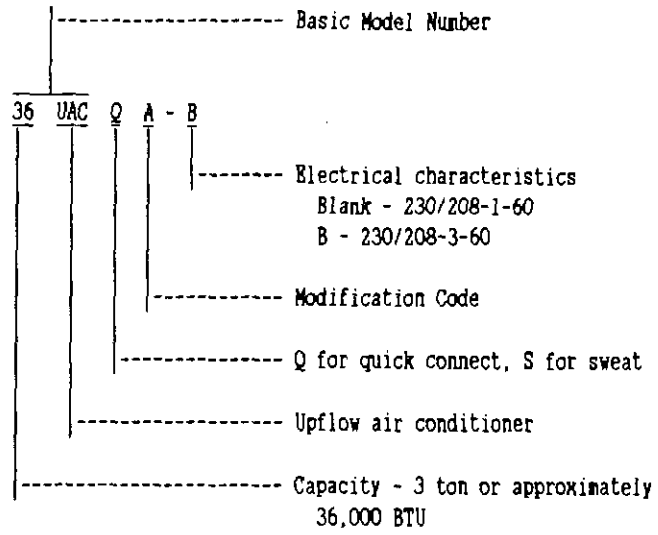 Basic Model Number
36 UAC Q A - B
Electrical characteristics
Blank - 230/208-1-60
B - 230/208-3-60
Modification Code
Q for quick connect, S for sweat
Upflow air conditioner
Capacity - 3 ton or approximately
36,000 BTU